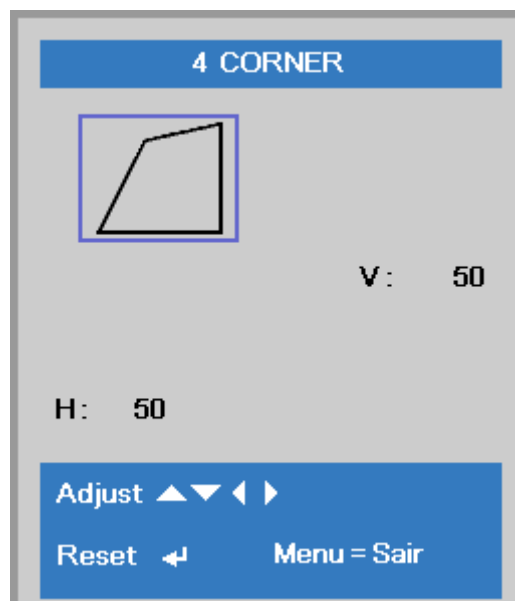 4 CORNER
V: 50
H: 50
Adjust
Reset Menu = Sair